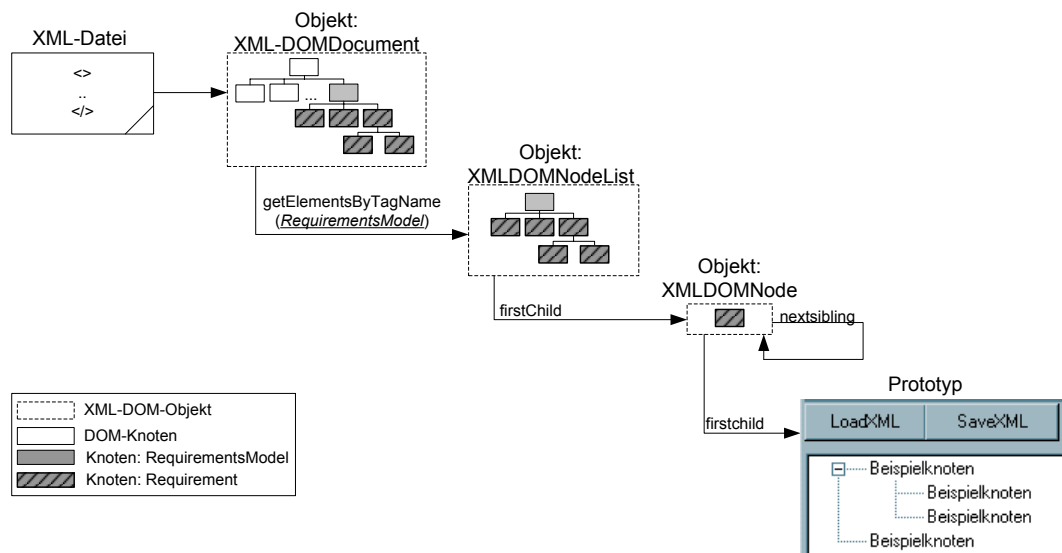 XML-Datei
<>
..
</>
Objekt:
XML-DOMDocument
...
getElementsByTagName
(RequirementsModel)
Objekt:
XMLDOMNodeList
firstChild
Objekt:
XMLDOMNode
nextsibling
firstchild
Prototyp
LoadXML SaveXML
Beispielknoten
Beispielknoten
Beispielknoten
Beispielknoten
XML-DOM-Objekt
DOM-Knoten
Knoten: RequirementsModel
Knoten: Requirement